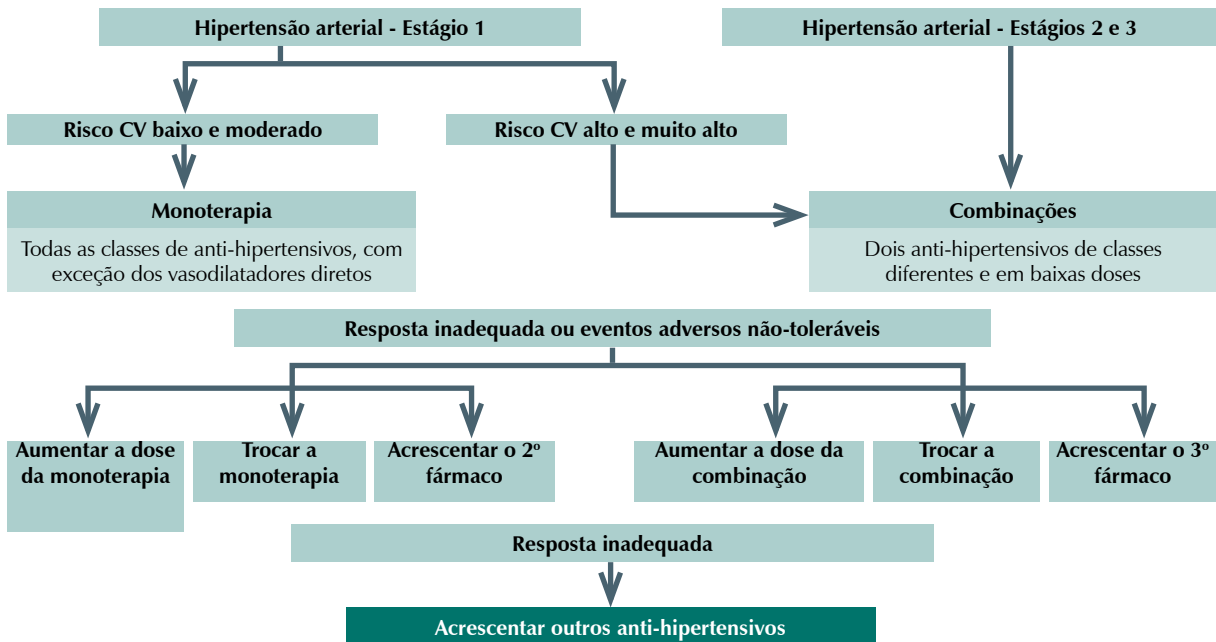 Hipertensão arterial - Estágio 1
Hipertensão arterial - Estágios 2 e 3
Risco CV baixo e moderado
Risco CV alto e muito alto
Monoterapia
Todas as classes de anti-hipertensivos, com
exceção dos vasodilatadores diretos
Combinações
Dois anti-hipertensivos de classes
diferentes e em baixas doses
Resposta inadequada ou eventos adversos não-toleráveis
Aumentar a dose
da monoterapia
Trocar a
monoterapia
Acrescentar o 2º
fármaco
Aumentar a dose da
combinação
Trocar a
combinação
Acrescentar o 3º
fármaco
Resposta inadequada
Acrescentar outros anti-hipertensivos